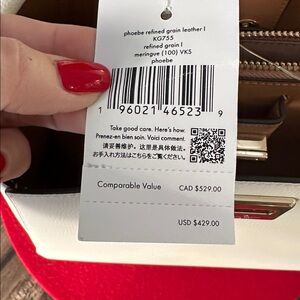 phoebe refined grain leather l
KG755
refined grain l
meringue (100) VK5
phoebe
1 96021 46523 9
Take good care. Here's how.
Prenez-en bien soin. Voici comment.
请妥善维护。这里是具体做法。
お手入れ方法はこちらをご覧ください。
Comparable Value CAD $529.00
USD $429.00